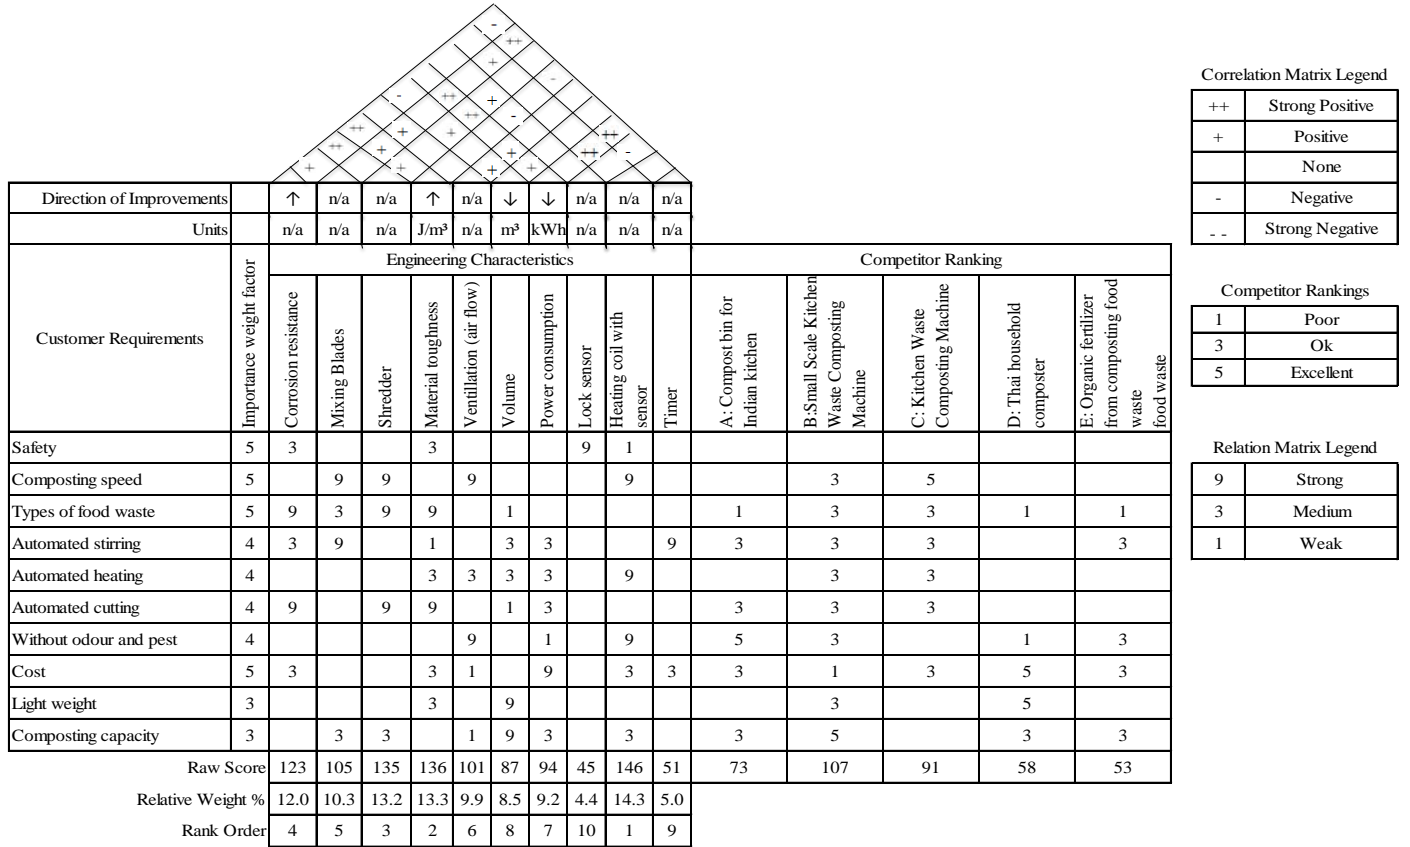 -
++
+
-
- ++ +
++ ++ -
++ + + ++
++ + + ++ -
+ + + +
Correlation Matrix Legend
++ Strong Positive
+ Positive
None
- Negative
- - Strong Negative
Direction of Improvements ↑ n/a n/a ↑ n/a ↓ ↓ n/a n/a n/a
Units n/a n/a n/a J/m³ n/a m³ kWh n/a n/a n/a
Engineering Characteristics Competitor Ranking
Customer Requirements
Importance weight factor
Corrosion resistance
Mixing Blades
Shredder
Material toughness
Ventillation (air flow)
Volume
Power consumption
Lock sensor
Heating coil with
sensor
Timer
A: Compost bin for
Indian kitchen
B:Small Scale Kitchen
Waste Composting
Machine
C: Kitchen Waste
Composting Machine
D: Thai household
composter
E: Organic fertilizer
from composting food
waste
food waste
Competitor Rankings
1 Poor
3 Ok
5 Excellent
Safety 5 3 3 9 1
Composting speed 5 9 9 9 9 3 5
Types of food waste 5 9 3 9 9 1 1 3 3 1 1
Automated stirring 4 3 9 1 3 3 9 3 3 3 3
Automated heating 4 3 3 3 3 9 3 3
Automated cutting 4 9 9 9 1 3 3 3 3
Without odour and pest 4 9 1 9 5 3 1 3
Cost 5 3 3 1 9 3 3 3 1 3 5 3
Light weight 3 3 9 3 5
Composting capacity 3 3 3 1 9 3 3 3 5 3 3
Raw Score 123 105 135 136 101 87 94 45 146 51 73 107 91 58 53
Relative Weight % 12.0 10.3 13.2 13.3 9.9 8.5 9.2 4.4 14.3 5.0
Rank Order 4 5 3 2 6 8 7 10 1 9
Relation Matrix Legend
9 Strong
3 Medium
1 Weak